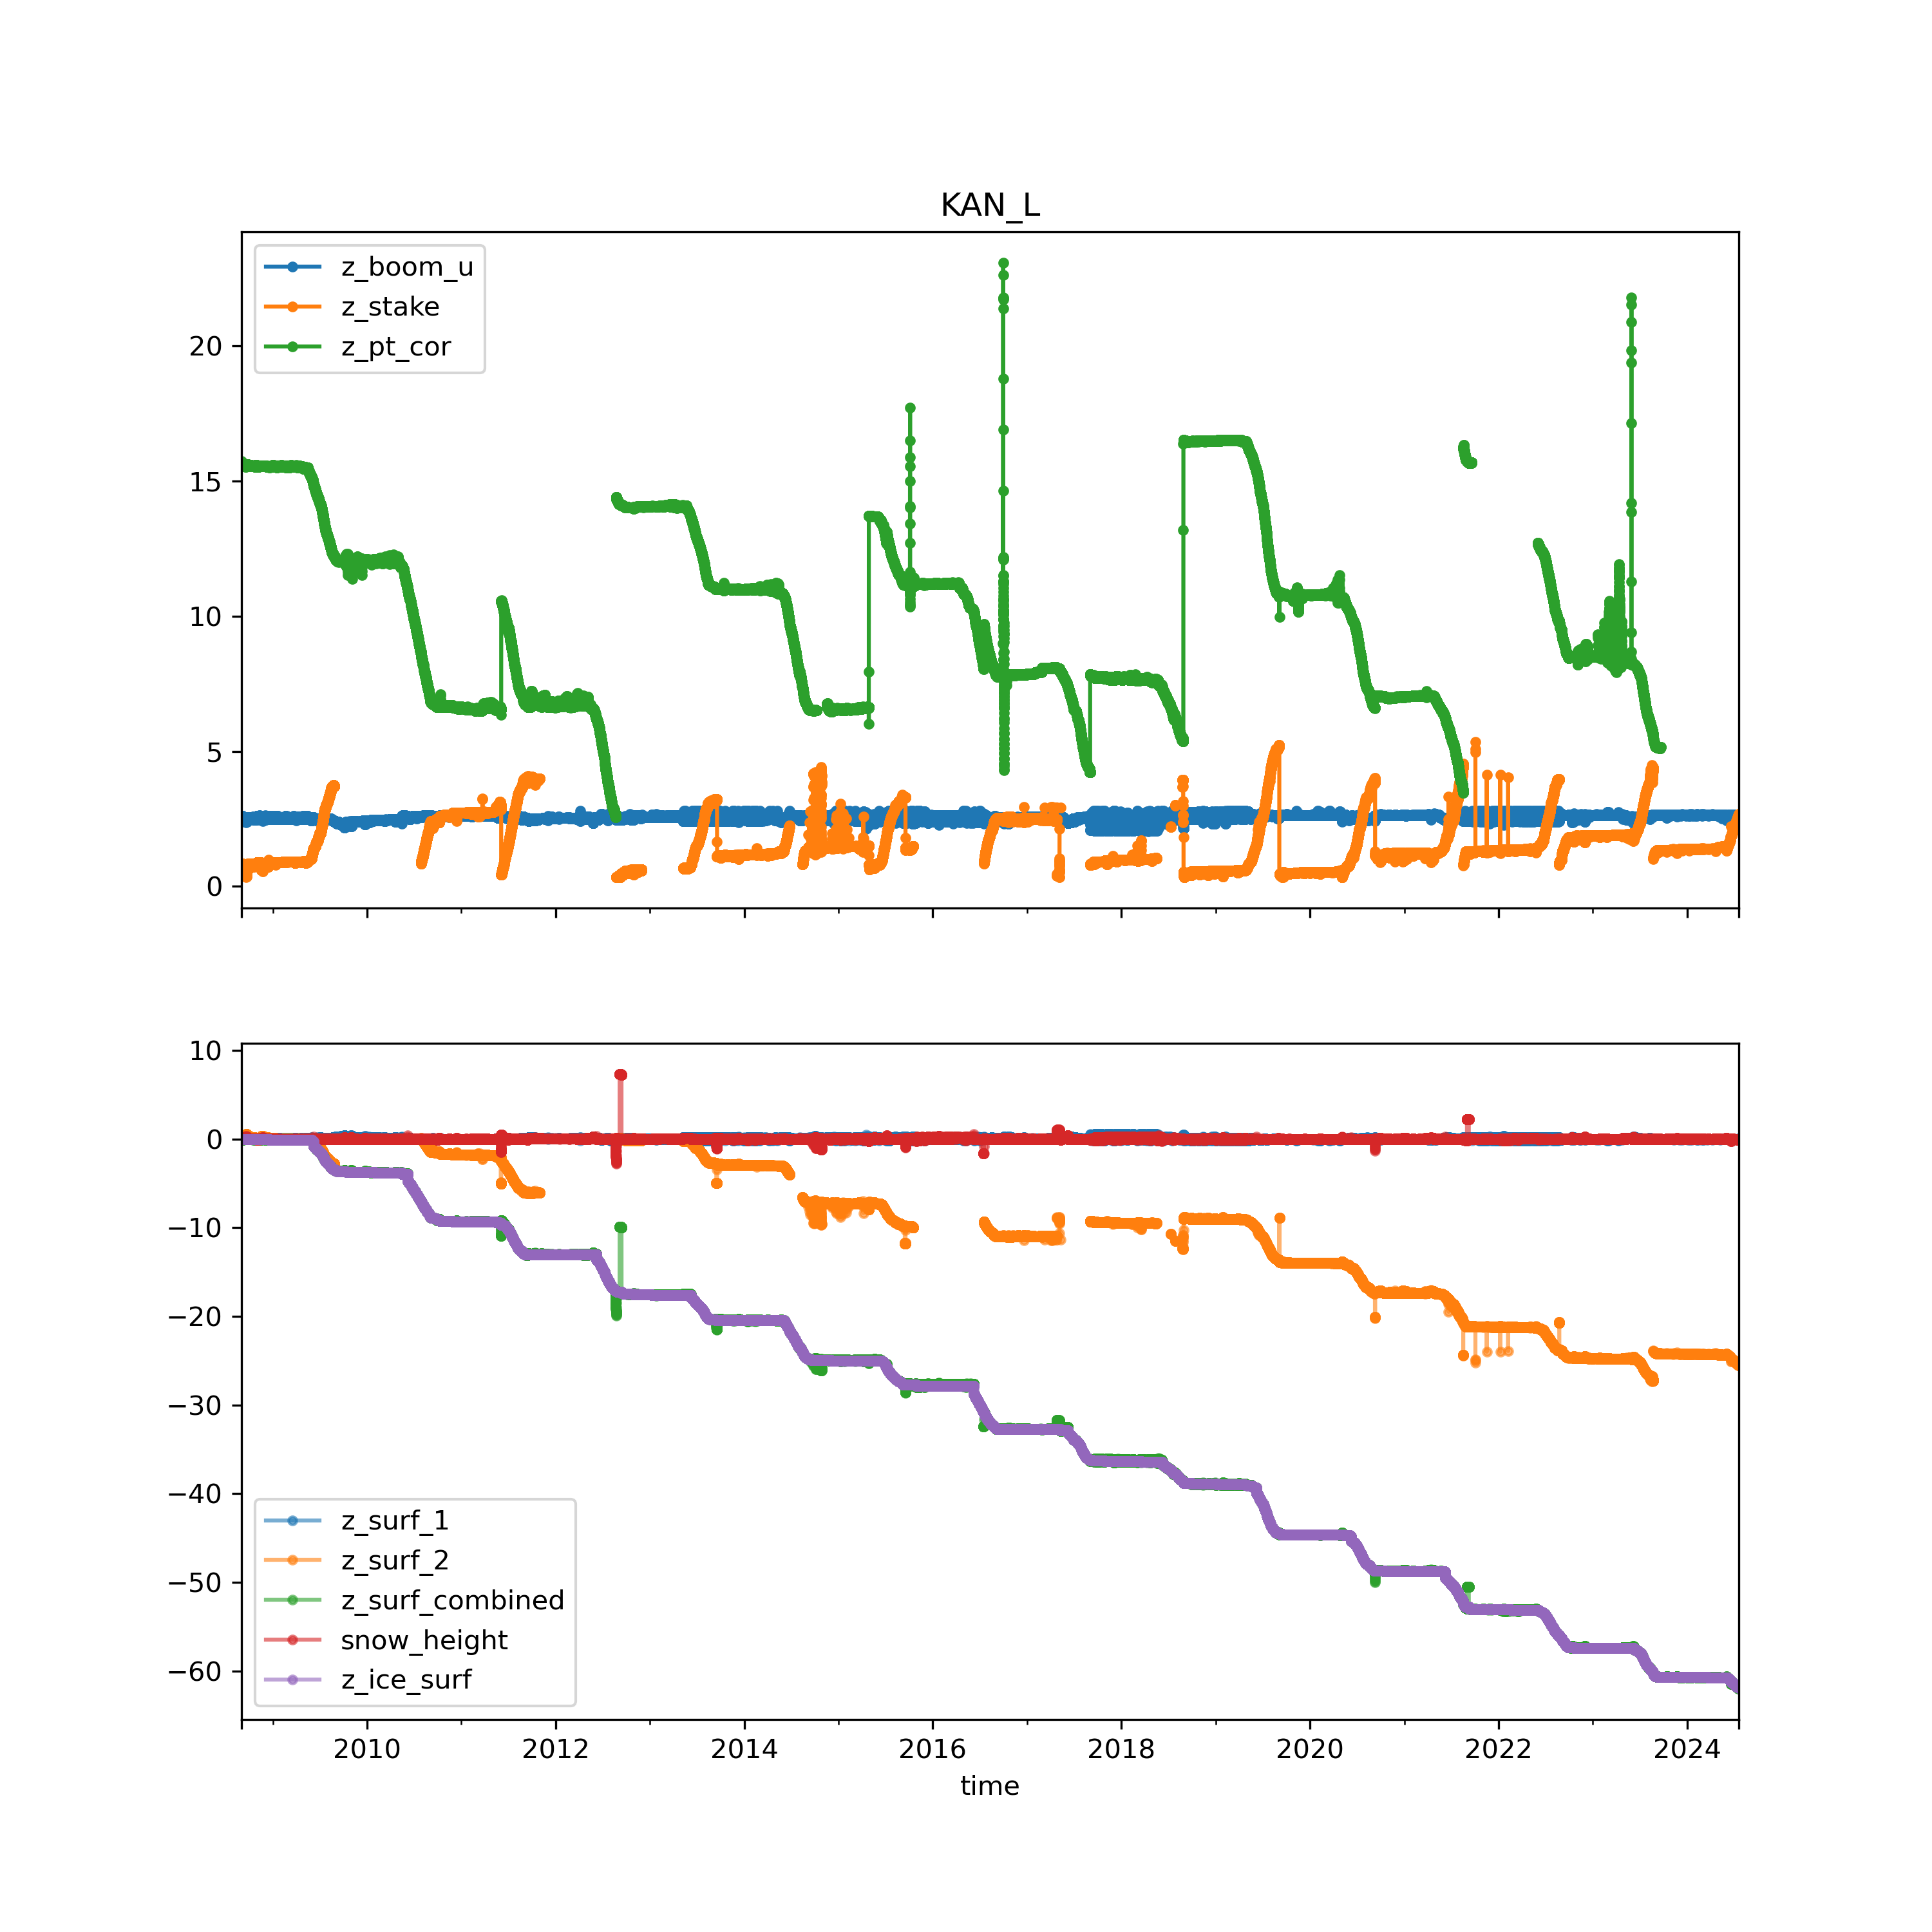 KAN_L
z_boom_u
z_stake
z_pt_cor
20
15
10
5
0
10
0
−10
−20
−30
−40
−50
−60
z_surf_1
z_surf_2
z_surf_combined
snow_height
z_ice_surf
2010 2012 2014 2016 2018 2020 2022 2024
time